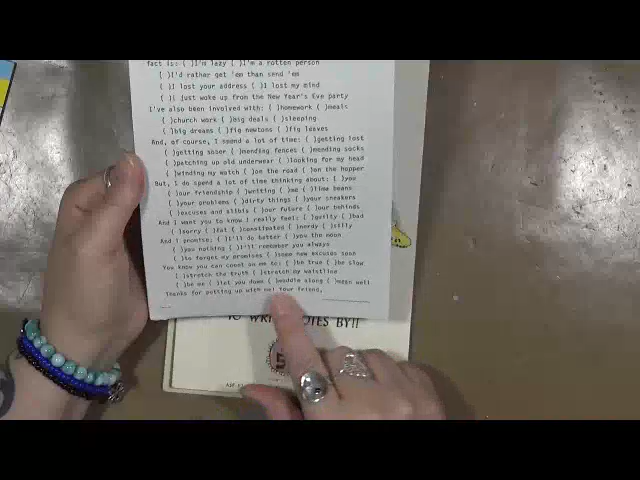 fact is: ( )I'm lazy ( )I'm a rotten person
( )I'd rather get 'em than send 'em
( )I lost your address ( )I lost my mind
( )I just woke up from the New Year's Eve party
I've also been involved with: ( )homework ( )meals
( )church work ( )big deals ( )sleeping
( )big dreams ( )fig newtons ( )fig leaves
And, of course, I spend a lot of time: ( )getting lost
( )getting sober ( )mending fences ( )mending socks
( )patching up old underwear ( )looking for my head
( )winding my watch ( )on the road ( )on the hopper
But, I do spend a lot of time thinking about: ( )you
( )our friendship ( )writing ( )me ( )lima beans
( )your problems ( )dirty things ( )your sneakers
( )excuses and alibis ( )our future ( )our behinds
And I want you to know I really feel: ( )guilty ( )bad
( )sorry ( )fat ( )constipated ( )nerdy ( )silly
And I promise: ( )I'll do better ( )you the moon
( )you nothing ( )I'll remember you always
( )to forget my promises ( )some new excuses soon
You know you can count on me to: ( )be true ( )be slow
( )stretch the truth ( )stretch my waistline
( )be me ( )let you down ( )muddle along ( )mean well
Thanks for putting up with me! Your friend,
NOTES BY!!